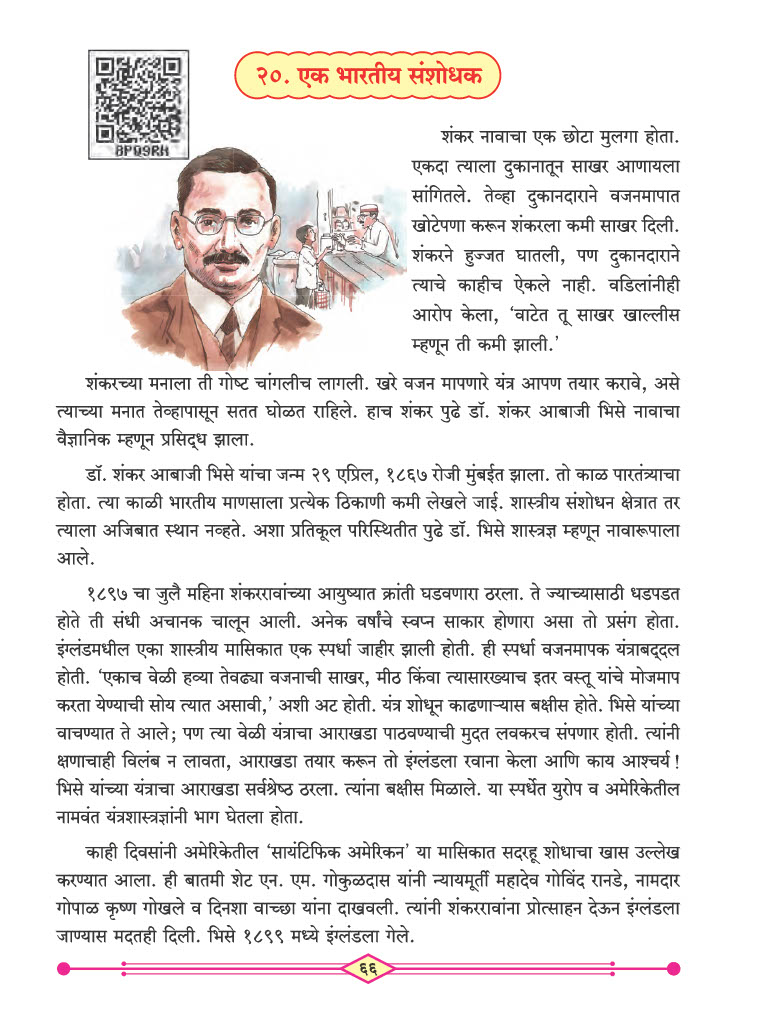 २०. एक भारतीय संशोधक
BPQ9RH
शंकर नावाचा एक छोटा मुलगा होता.
एकदा त्याला दुकानातून साखर आणायला
सांगितले. तेव्हा दुकानदाराने वजनमापात
खोटेपणा करून शंकरला कमी साखर दिली.
शंकरने हुज्जत घातली, पण दुकानदाराने
त्याचे काहीच ऐकले नाही. वडिलांनीही
आरोप केला, ‘वाटेत तू साखर खाल्लीस
म्हणून ती कमी झाली.’
शंकरच्या मनाला ती गोष्ट चांगलीच लागली. खरे वजन मापणारे यंत्र आपण तयार करावे, असे
त्याच्या मनात तेव्हापासून सतत घोळत राहिले. हाच शंकर पुढे डॉ. शंकर आबाजी भिसे नावाचा
वैज्ञानिक म्हणून प्रसिद्ध झाला.
डॉ. शंकर आबाजी भिसे यांचा जन्म २९ एप्रिल, १८६७ रोजी मुंबईत झाला. तो काळ पारतंत्र्याचा
होता. त्या काळी भारतीय माणसाला प्रत्येक ठिकाणी कमी लेखले जाई. शास्त्रीय संशोधन क्षेत्रात तर
त्याला अजिबात स्थान नव्हते. अशा प्रतिकूल परिस्थितीत पुढे डॉ. भिसे शास्त्रज्ञ म्हणून नावारूपाला
आले.
१८९७ चा जुलै महिना शंकररावांच्या आयुष्यात क्रांती घडवणारा ठरला. ते ज्याच्यासाठी धडपडत
होते ती संधी अचानक चालून आली. अनेक वर्षांचे स्वप्न साकार होणारा असा तो प्रसंग होता.
इंग्लंडमधील एका शास्त्रीय मासिकात एक स्पर्धा जाहीर झाली होती. ही स्पर्धा वजनमापक यंत्राबद्दल
होती. ‘एकाच वेळी हव्या तेवढ्या वजनाची साखर, मीठ किंवा त्यासारख्याच इतर वस्तू यांचे मोजमाप
करता येण्याची सोय त्यात असावी,’ अशी अट होती. यंत्र शोधून काढणाऱ्यास बक्षीस होते. भिसे यांच्या
वाचण्यात ते आले; पण त्या वेळी यंत्राचा आराखडा पाठवण्याची मुदत लवकरच संपणार होती. त्यांनी
क्षणाचाही विलंब न लावता, आराखडा तयार करून तो इंग्लंडला रवाना केला आणि काय आश्चर्य!
भिसे यांच्या यंत्राचा आराखडा सर्वश्रेष्ठ ठरला. त्यांना बक्षीस मिळाले. या स्पर्धेत युरोप व अमेरिकेतील
नामवंत यंत्रशास्त्रज्ञांनी भाग घेतला होता.
काही दिवसांनी अमेरिकेतील ‘सायंटिफिक अमेरिकन’ या मासिकात सदरहू शोधाचा खास उल्लेख
करण्यात आला. ही बातमी शेट एन. एम. गोकुळदास यांनी न्यायमूर्ती महादेव गोविंद रानडे, नामदार
गोपाळ कृष्ण गोखले व दिनशा वाच्छा यांना दाखवली. त्यांनी शंकररावांना प्रोत्साहन देऊन इंग्लंडला
जाण्यास मदतही दिली. भिसे १८९९ मध्ये इंग्लंडला गेले.
६६